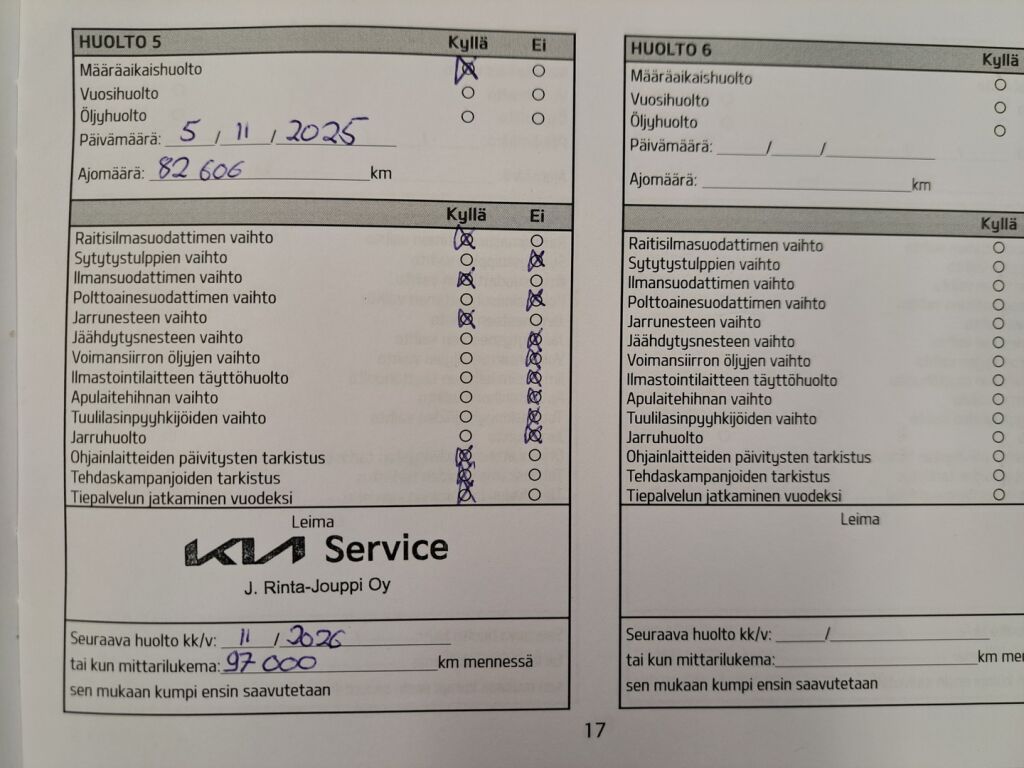 HUOLTO 5 Kyllä Ei
Määräaikaishuolto
Vuosihuolto
Öljyhuolto
Päivämäärä: 5 / 11 / 2025
Ajomäärä: 82 606 km
Kyllä Ei
Raitisilmasuodattimen vaihto
Sytytystulppien vaihto
Ilmansuodattimen vaihto
Polttoainesuodattimen vaihto
Jarrunesteen vaihto
Jäähdytysnesteen vaihto
Voimansiirron öljyjen vaihto
Ilmastointilaitteen täyttöhuolto
Apulaitehihnan vaihto
Tuulilasinpyyhkijöiden vaihto
Jarruhuolto
Ohjainlaitteiden päivitysten tarkistus
Tehdaskampanjoiden tarkistus
Tiepalvelun jatkaminen vuodeksi
Leima
KIA Service
J. Rinta-Jouppi Oy
Seuraava huolto kk/v: 11 / 2026
tai kun mittarilukema: 97 000 km mennessä
sen mukaan kumpi ensin saavutetaan
HUOLTO 6 Kyllä
Määräaikaishuolto
Vuosihuolto
Öljyhuolto
Päivämäärä: / /
Ajomäärä: km
Kyllä
Raitisilmasuodattimen vaihto
Sytytystulppien vaihto
Ilmansuodattimen vaihto
Polttoainesuodattimen vaihto
Jarrunesteen vaihto
Jäähdytysnesteen vaihto
Voimansiirron öljyjen vaihto
Ilmastointilaitteen täyttöhuolto
Apulaitehihnan vaihto
Tuulilasinpyyhkijöiden vaihto
Jarruhuolto
Ohjainlaitteiden päivitysten tarkistus
Tehdaskampanjoiden tarkistus
Tiepalvelun jatkaminen vuodeksi
Leima
Seuraava huolto kk/v: /
tai kun mittarilukema: km me
sen mukaan kumpi ensin saavutetaan
17